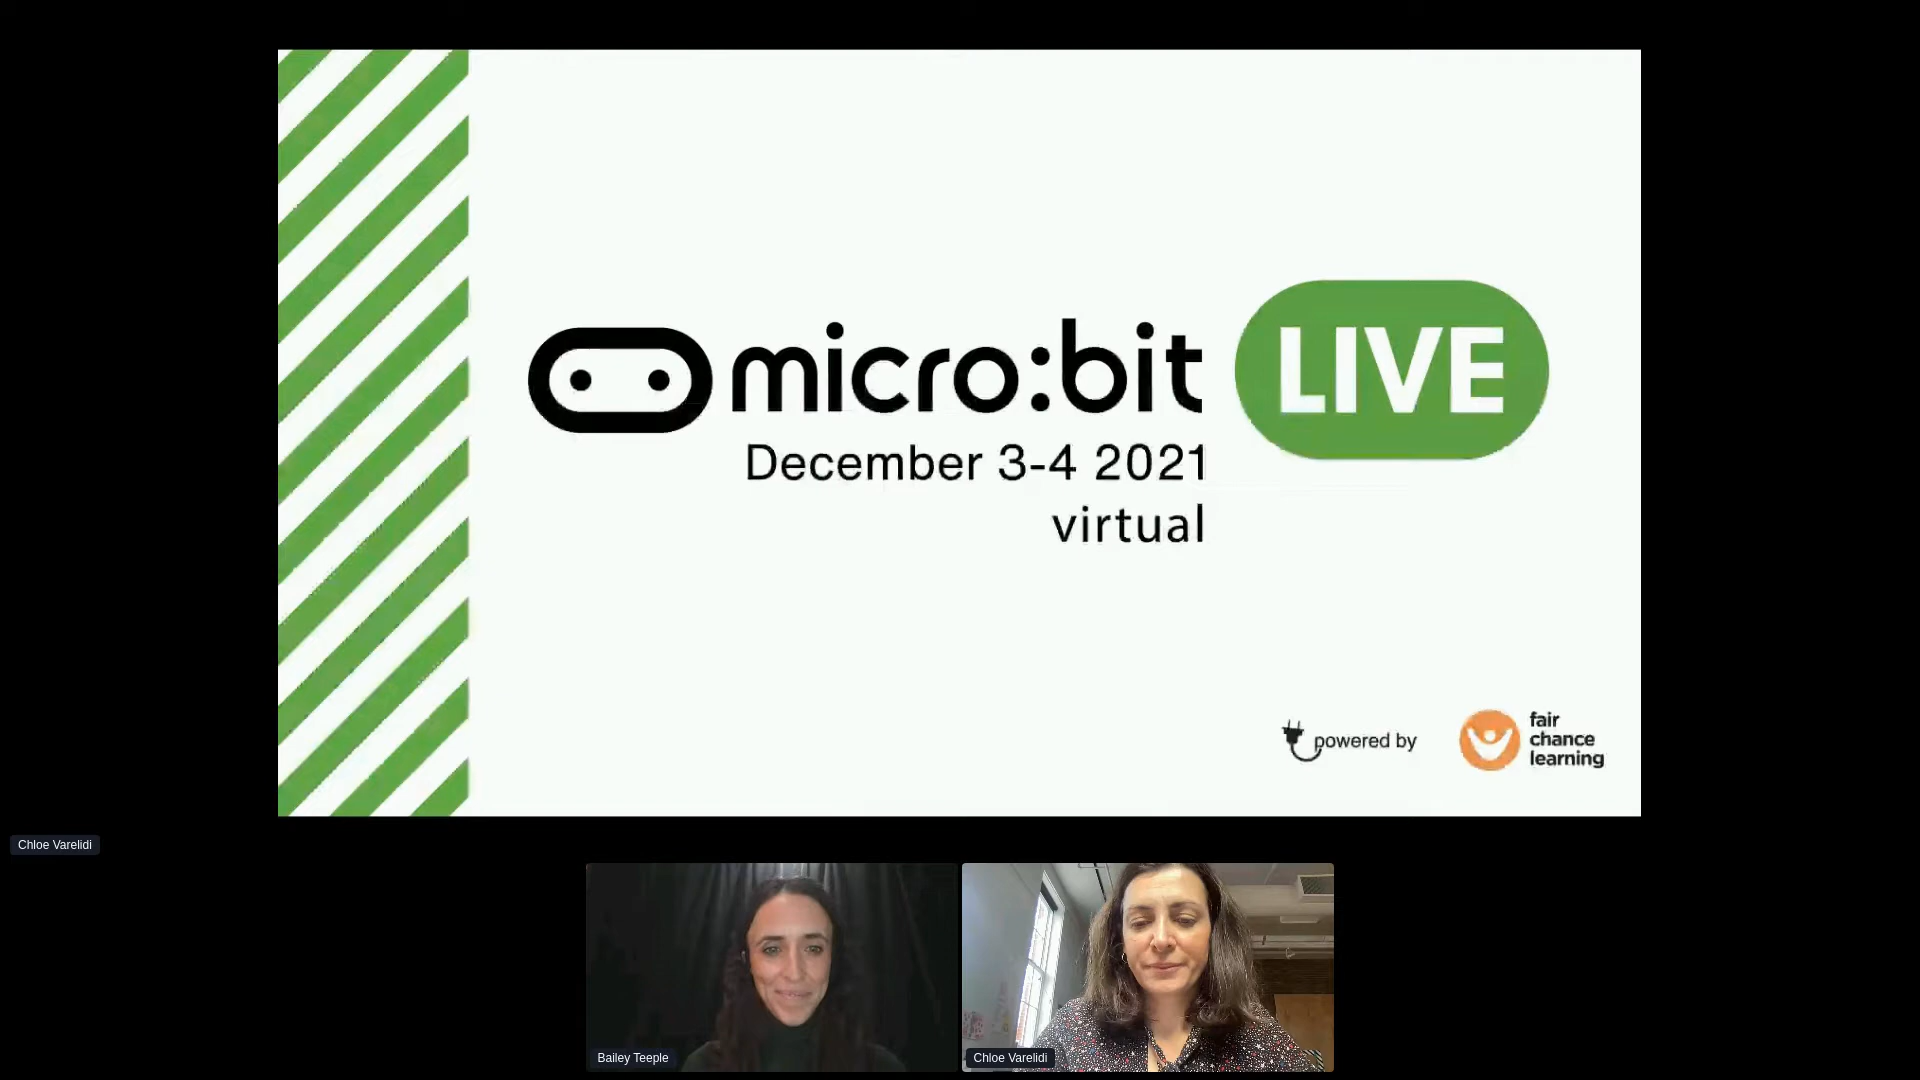 micro:bit LIVE
December 3-4 2021
virtual
powered by
fair
chance
learning
Chloe Varelidi
Bailey Teeple
Chloe Varelidi